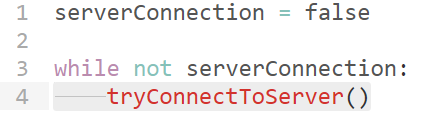 1 serverConnection = false
2
3 while not serverConnection:
4     tryConnectToServer()